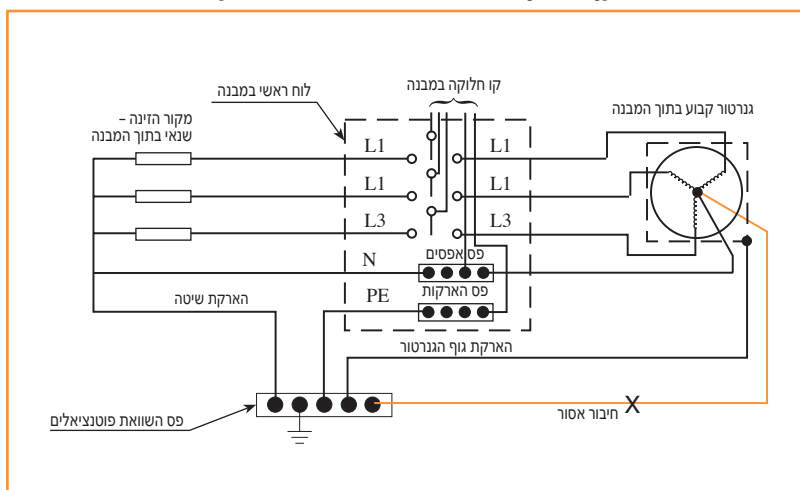 קו חלוקה במבנה
לוח ראשי במבנה
גנרטור קבוע בתוך המבנה
מקור הזינה –
שנאי בתוך המבנה
L1
L1
L1
L1
L3
L3
פס אפסים
N
פס הארקות
PE
הארקת שיטה
הארקת גוף הגנרטור
X
חיבור אסור
פס השוואת פוטנציאלים